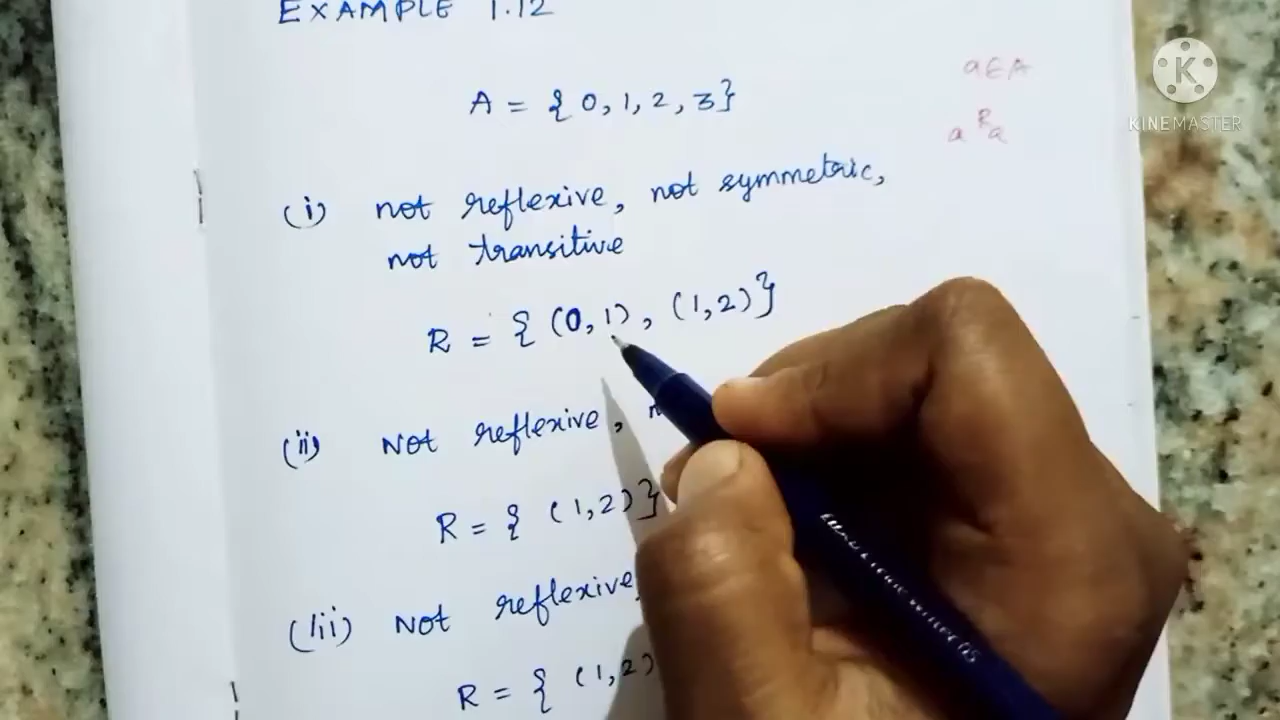 EXAMPLE 1.12
A = { 0, 1, 2, 3}
a ∈ A
a R a
KINEMASTER
(i) not reflexive, not symmetric,
not transitive
R = { (0, 1), (1, 2)}
(ii) Not reflexive,
R = { (1, 2)}
(iii) Not reflexive,
R = { (1, 2)